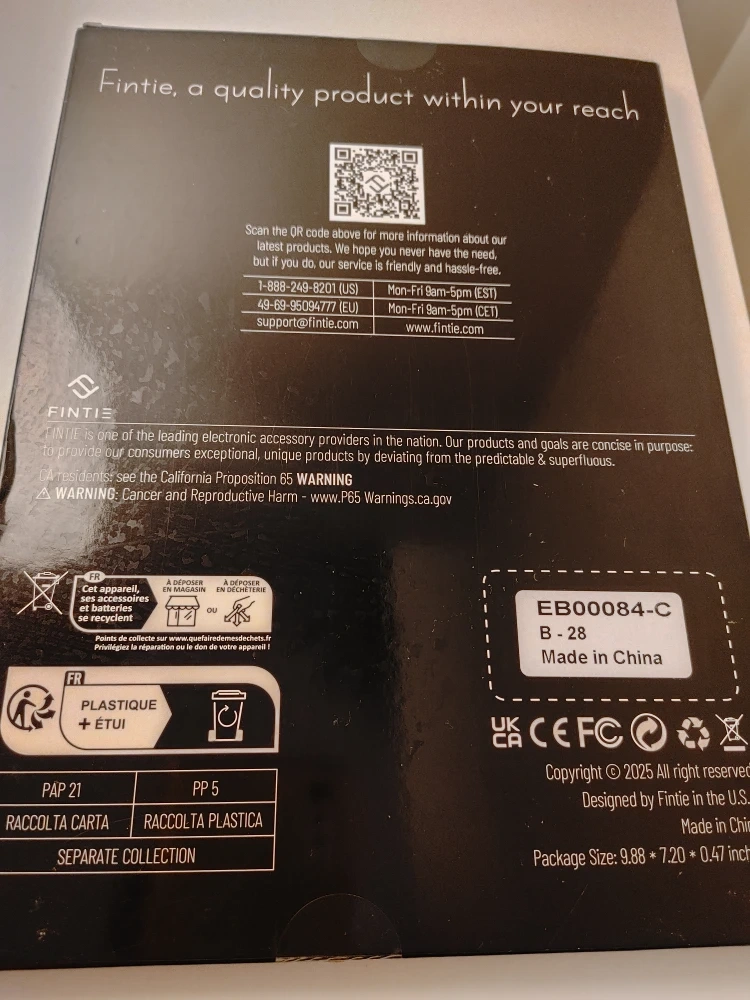 Fintie, a quality product within your reach
Scan the QR code above for more information about our
latest products. We hope you never have the need,
but if you do, our service is friendly and hassle-free.
1-888-249-8201 (US) Mon-Fri 9am-5pm (EST)
49-69-95094777 (EU) Mon-Fri 9am-5pm (CET)
support@fintie.com www.fintie.com
FINTIE
FINTIE is one of the leading electronic accessory providers in the nation. Our products and goals are concise in purpose:
to provide our consumers exceptional, unique products by deviating from the predictable & superfluous.
CA residents: see the California Proposition 65 WARNING
⚠ WARNING: Cancer and Reproductive Harm - www.P65 Warnings.ca.gov
FR
Cet appareil,
ses accessoires
et batteries
se recyclent
À DÉPOSER
EN MAGASIN
OU
À DÉPOSER
EN DÉCHÈTERIE
Points de collecte sur www.quefairedemesdechets.fr
Privilégiez la réparation ou le don de votre appareil !
FR
PLASTIQUE
+ ÉTUI
PAP 21 PP 5
RACCOLTA CARTA RACCOLTA PLASTICA
SEPARATE COLLECTION
EB00084-C
B - 28
Made in China
UK
CA CE FC
Copyright © 2025 All right reserved
Designed by Fintie in the U.S.
Made in Chin
Package Size: 9.88 * 7.20 * 0.47 inch